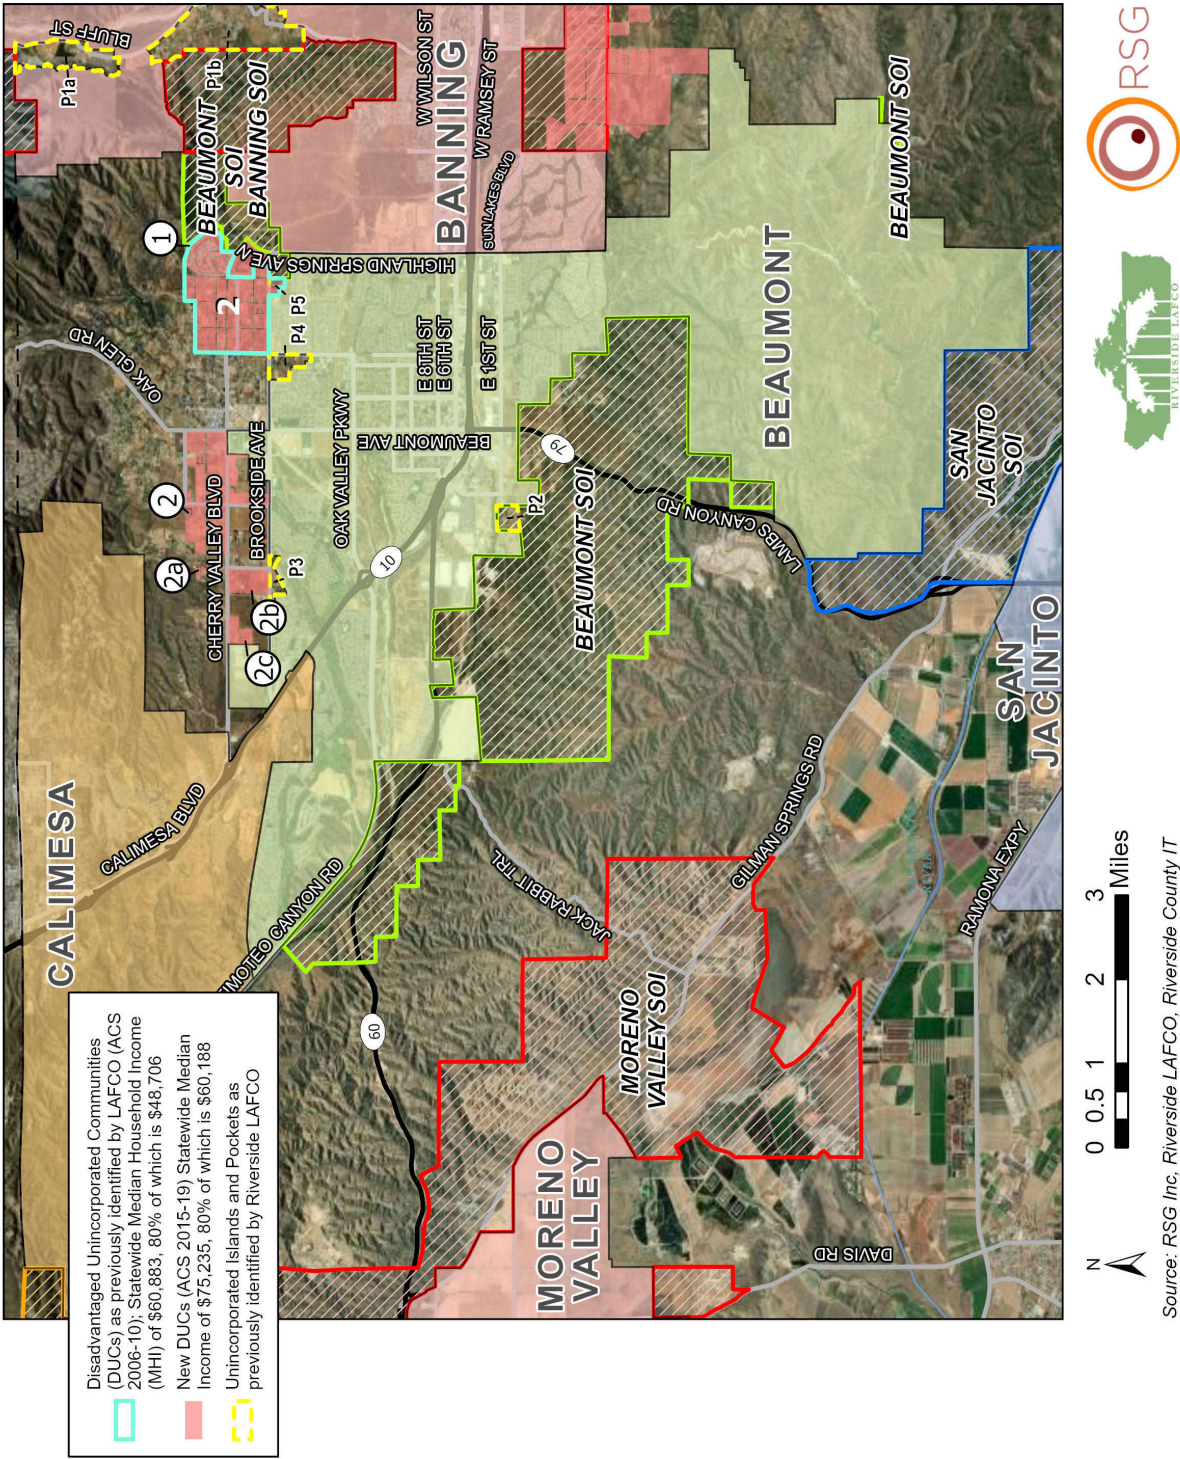 Disadvantaged Unincorporated Communities
(DUCs) as previously identified by LAFCO (ACS
2006-10); Statewide Median Household Income
(MHI) of $60,883, 80% of which is $48,706
New DUCs (ACS 2015-19) Statewide Median
Income of $75,235, 80% of which is $60,188
Unincorporated Islands and Pockets as
previously identified by Riverside LAFCO
CALIMESA
CALIMESA BLVD
OAK GLEN RD
BLUFF ST
P1a
P1b
BEAUMONT
SOI
BANNING SOI
1
2
2
2a
2b
2c
CHERRY VALLEY BLVD
BROOKSIDE AVE
HIGHLAND SPRINGS AVE N
P3
P4
P5
OAK VALLEY PKWY
BEAUMONT AVE
E 8TH ST
E 6TH ST
E 1ST ST
W WILSON ST
W RAMSEY ST
SUN LAKES BLVD
BANNING
10
60
79
P2
BEAUMONT SOI
LAMBS CANYON RD
BEAUMONT
BEAUMONT SOI
SAN
JACINTO
SOI
SAN
JACINTO
IMOTEO CANYON RD
JACK RABBIT TRL
GILMAN SPRINGS RD
MORENO
VALLEY SOI
MORENO
VALLEY
RIVER
RAMONA EXPY
DAVIS RD
N
0 0.5 1 2 3
Miles
Source: RSG Inc, Riverside LAFCO, Riverside County IT
RIVERSIDE LAFCO
RSG